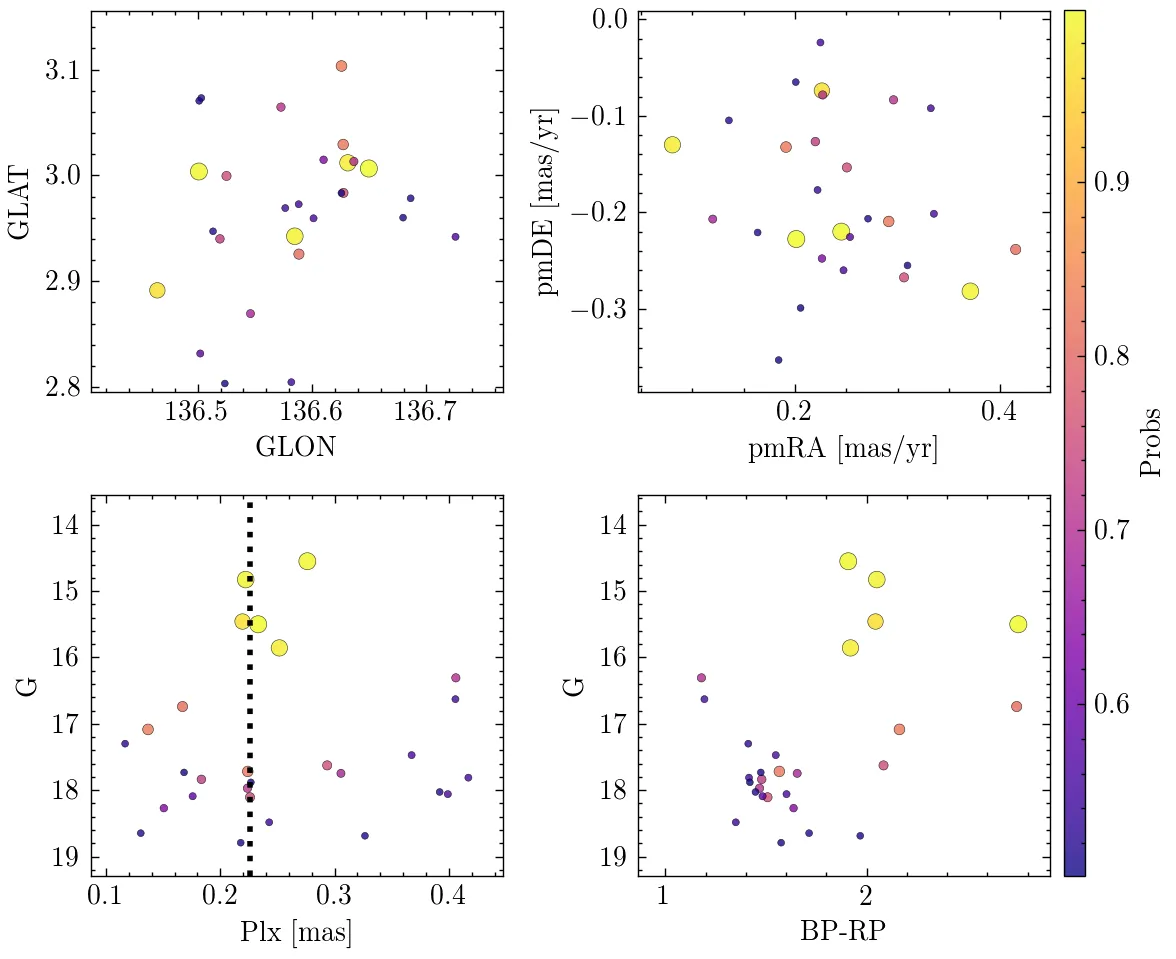 3.1
3.0
2.9
2.8
GLAT
136.5 136.6 136.7
GLON
0.0
−0.1
−0.2
−0.3
pmDE [mas/yr]
0.2 0.4
pmRA [mas/yr]
0.9
0.8
0.7
0.6
Probs
14
15
16
17
18
19
G
0.1 0.2 0.3 0.4
Plx [mas]
14
15
16
17
18
19
G
1 2
BP-RP